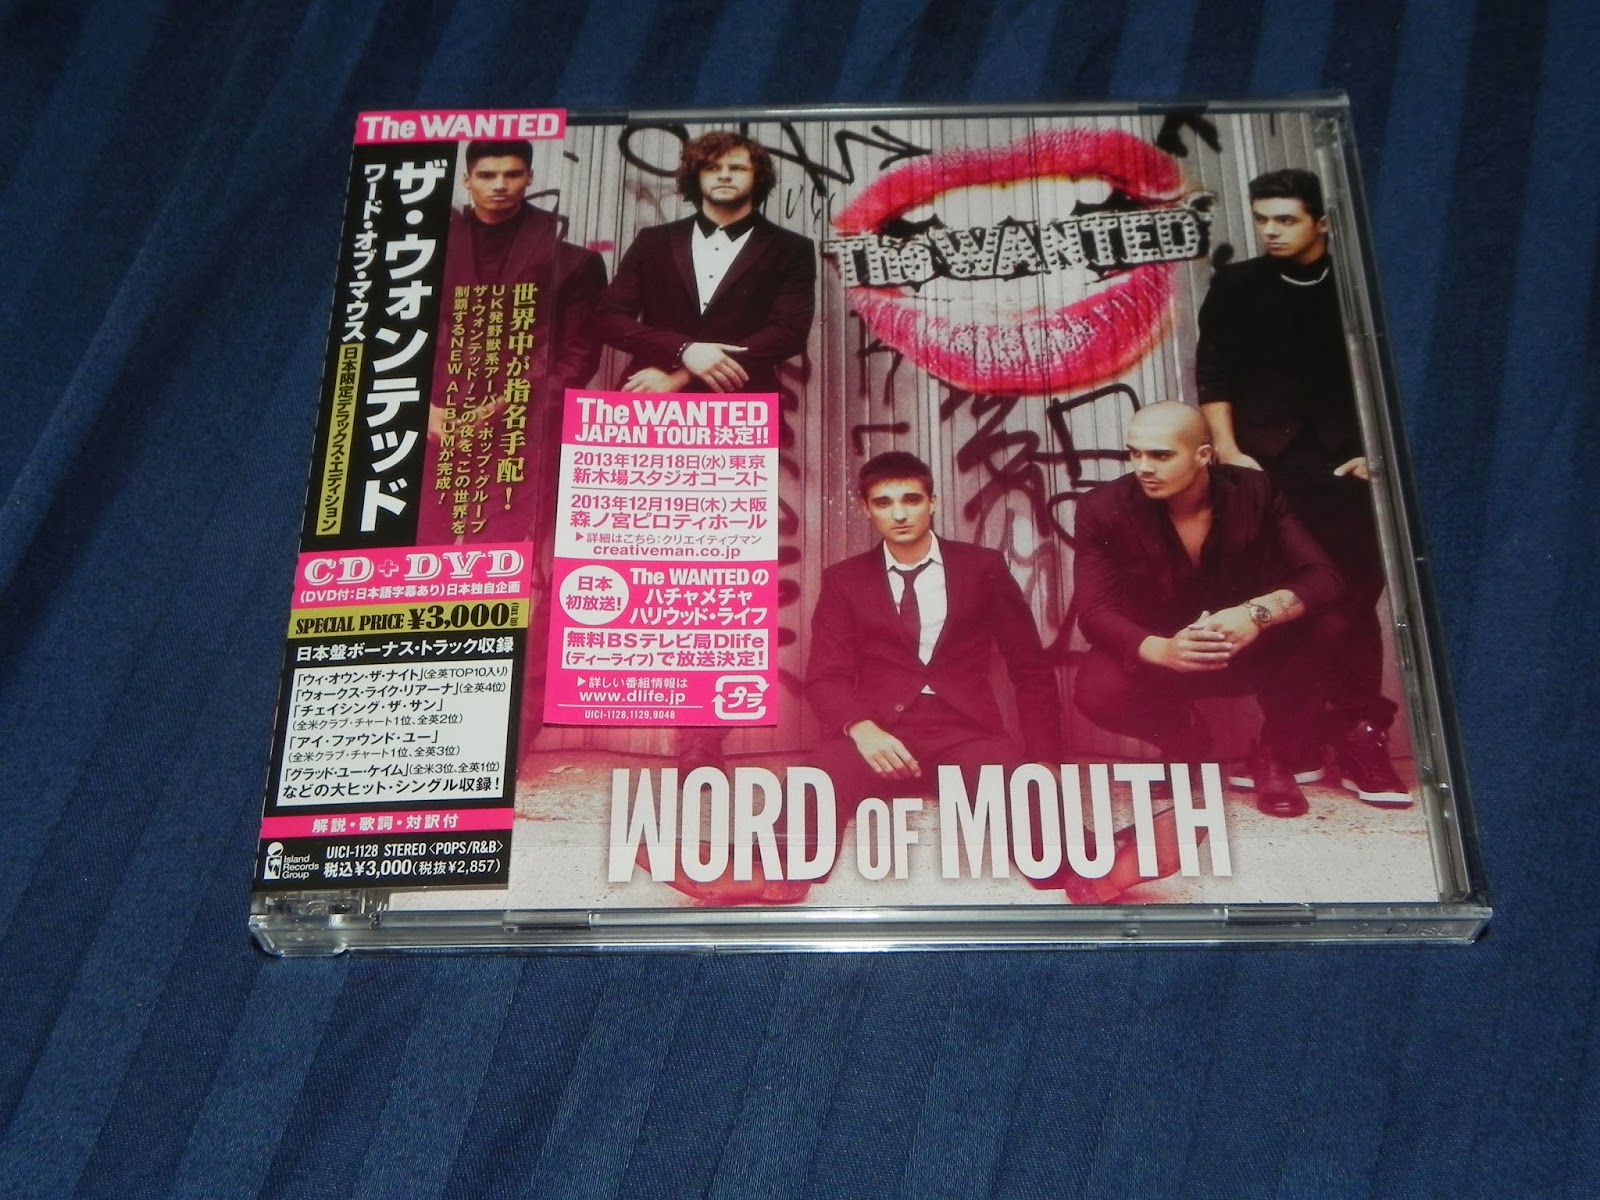 The WANTED
ザ・ウォンテッド
ワード・オブ・マウス
日本限定デラックス・エディション
世界中が指名手配!
UK発野獣系アーバン・ポップ・グループ
ザ・ウォンテッド!この夜を、この世界を
制覇するNEW ALBUMが完成!
CD+DVD
(DVD付:日本語字幕あり)日本独自企画
SPECIAL PRICE ¥3,000
日本盤ボーナス・トラック収録
「ウィ・オウン・ザ・ナイト」(全英TOP10入り)
「ウォークス・ライク・リアーナ」(全英4位)
「チェイシング・ザ・サン」
(全米クラブ・チャート1位、全英2位)
「アイ・ファウンド・ユー」
(全米クラブ・チャート1位、全英3位)
「グラッド・ユー・ケイム」(全米3位、全英1位)
などの大ヒット・シングル収録!
解説・歌詞・対訳付
Island
Records
Group
UICI-1128 STEREO <POPS/R&B>
税込¥3,000(税抜¥2,857)
The WANTED
JAPAN TOUR 決定!!
2013年12月18日(水)東京
新木場スタジオコースト
2013年12月19日(木)大阪
森ノ宮ピロティホール
▶詳細はこちら:クリエイティブマン
creativeman.co.jp
日本
初放送!
The WANTEDの
ハチャメチャ
ハリウッド・ライフ
無料BSテレビ局Dlife
(ディーライフ)で放送決定!
▶詳しい番組情報は
www.dlife.jp
プラ
UICI-1128,1129,9048
The WANTED
WORD OF MOUTH
2 Disc